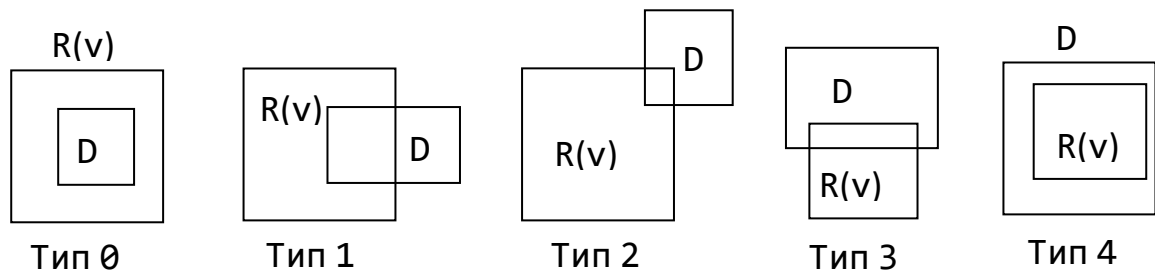 R(v)
D
Тип 0
R(v)
D
Тип 1
D
R(v)
Тип 2
D
R(v)
Тип 3
D
R(v)
Тип 4